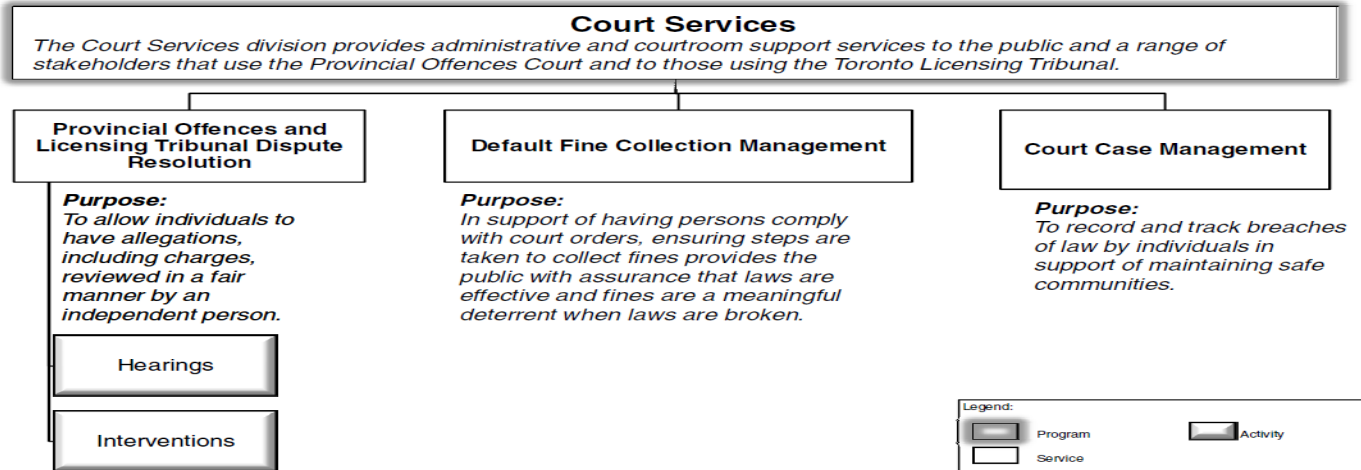 Court Services
The Court Services division provides administrative and courtroom support services to the public and a range of
stakeholders that use the Provincial Offences Court and to those using the Toronto Licensing Tribunal.
Provincial Offences and
Licensing Tribunal Dispute
Resolution
Purpose:
To allow individuals to
have allegations,
including charges,
reviewed in a fair
manner by an
independent person.
Hearings
Interventions
Default Fine Collection Management
Purpose:
In support of having persons comply
with court orders, ensuring steps are
taken to collect fines provides the
public with assurance that laws are
effective and fines are a meaningful
deterrent when laws are broken.
Court Case Management
Purpose:
To record and track breaches
of law by individuals in
support of maintaining safe
communities.
Legend:
Program
Activity
Service